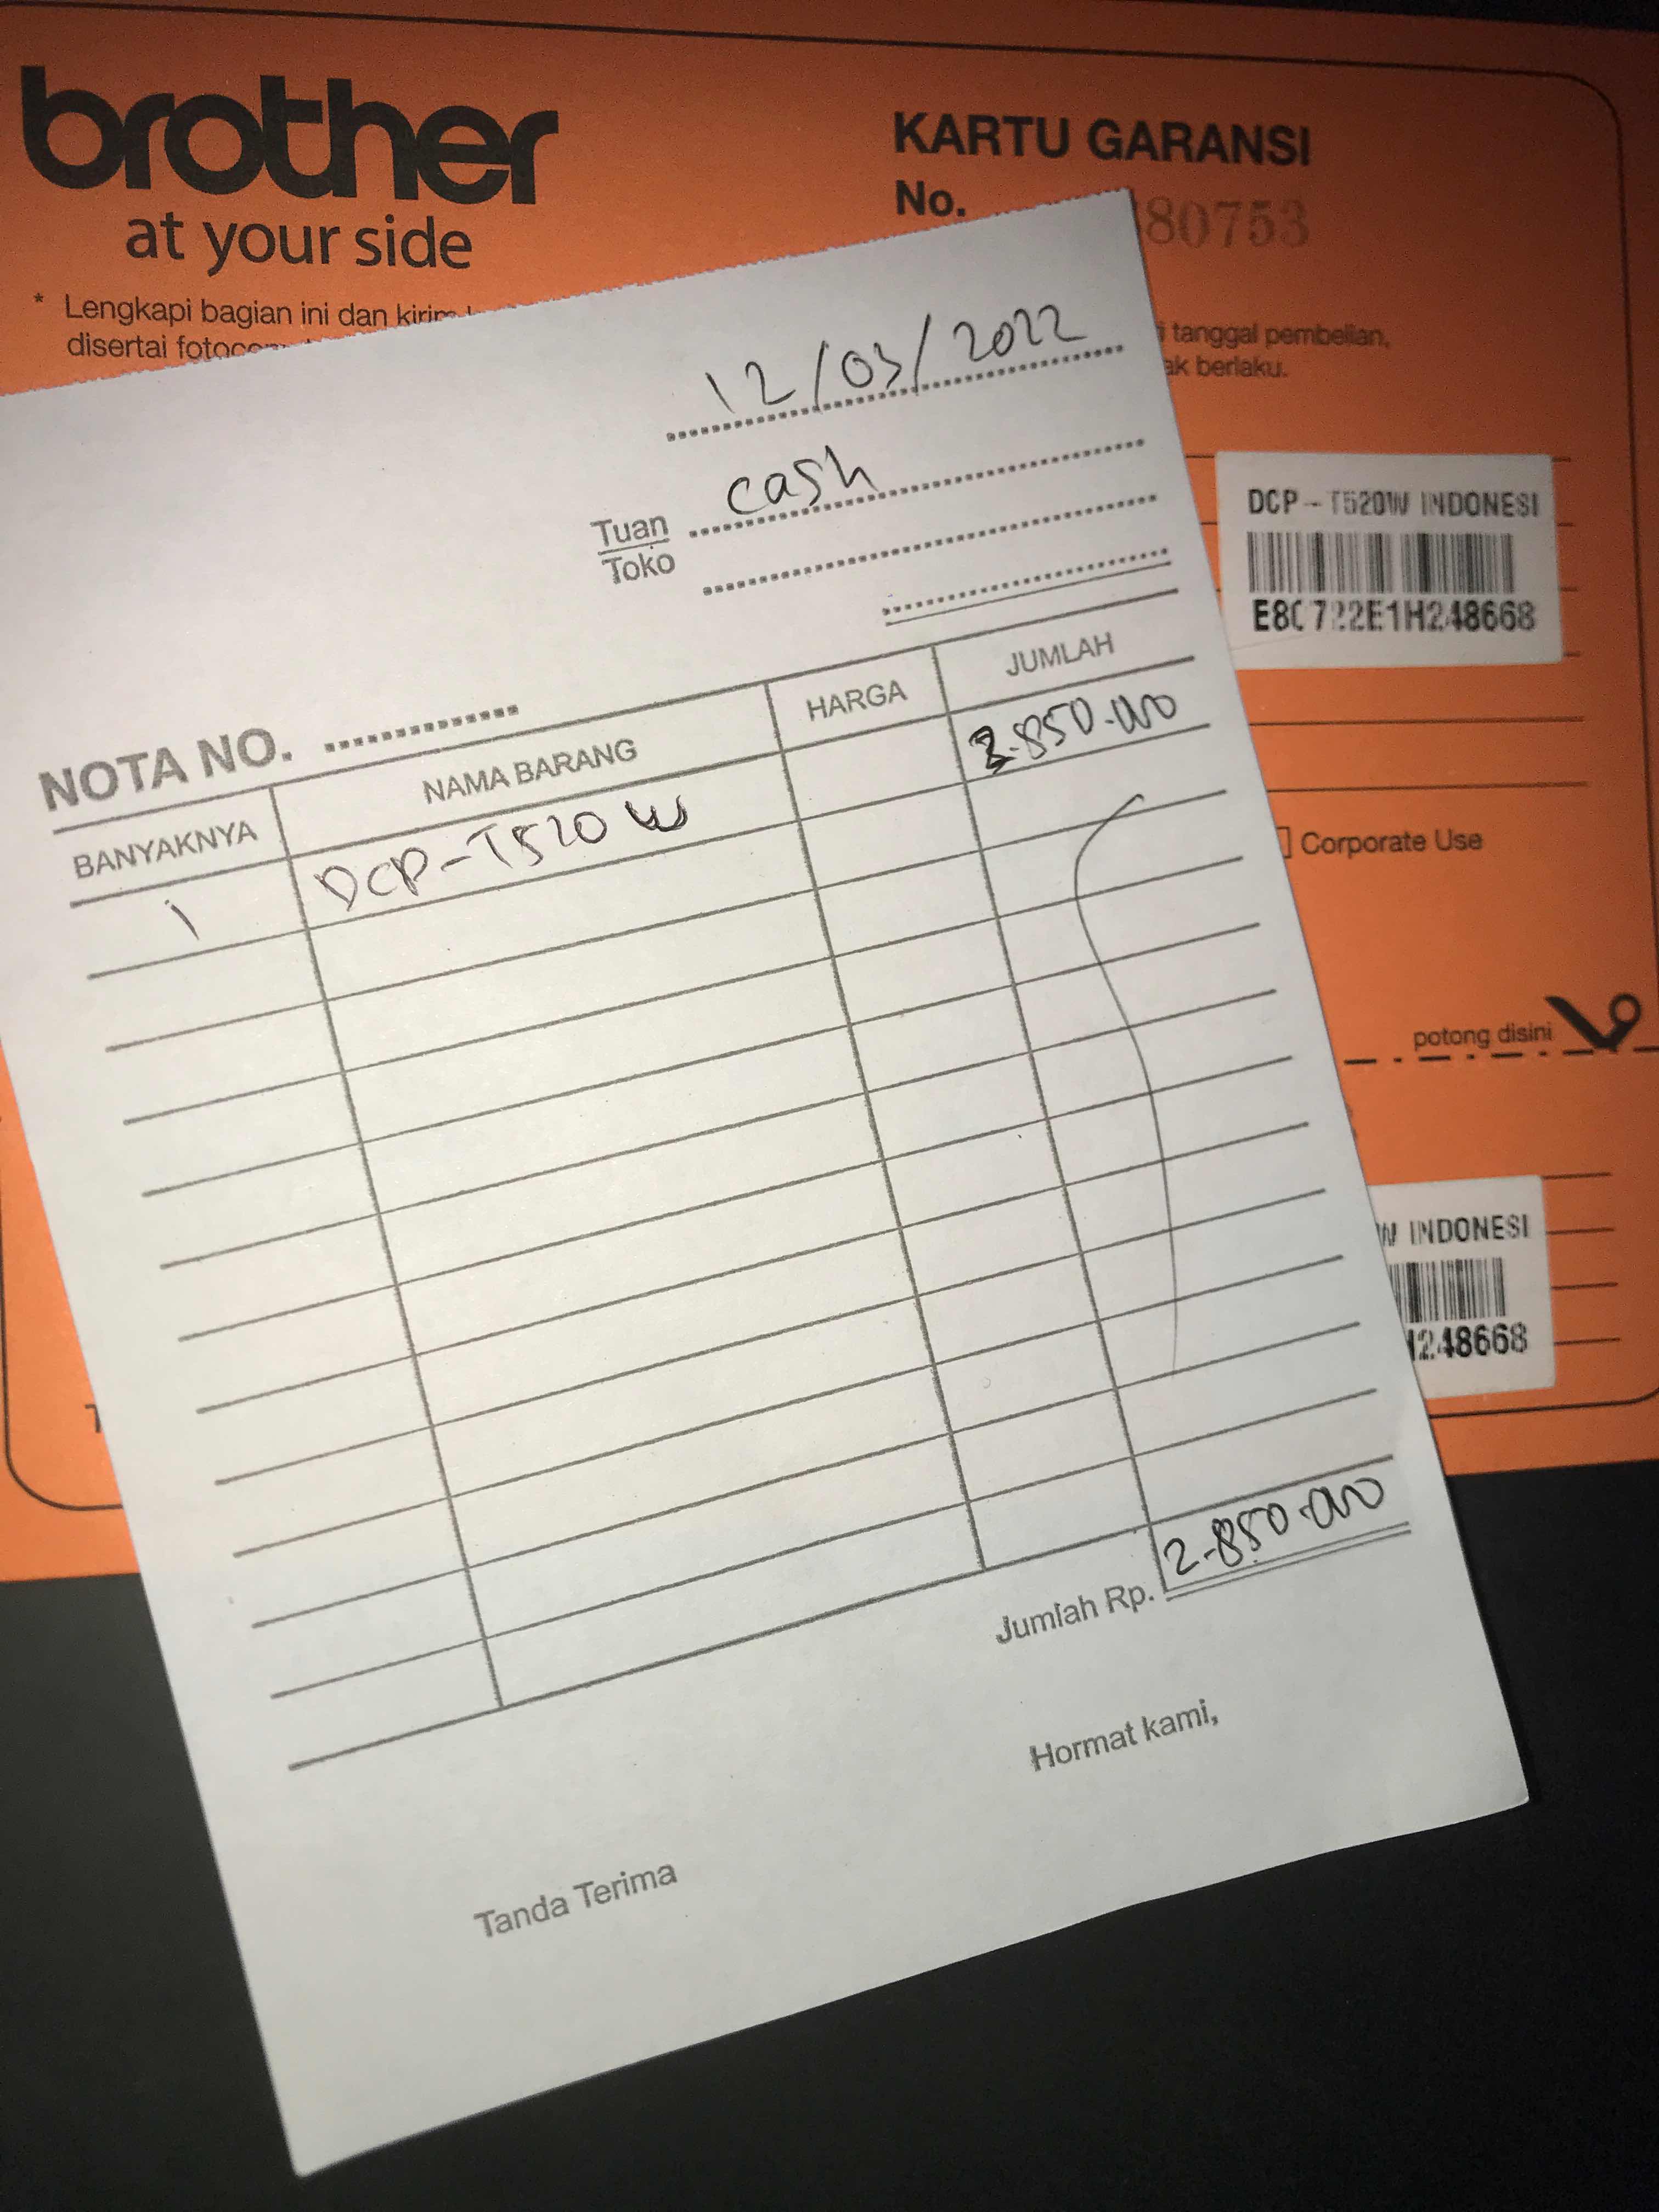 brother
at your side
KARTU GARANSI
No. 80753
* Lengkapi bagian ini dan kirim
disertai
tanggal pembelian,
berlaku.
DCP-T520W INDONESI
E80722E1H248668
Corporate Use
potong disini
INDONESI
H248668
12/03/2022
Tuan cash
Toko
NOTA NO.
BANYAKNYA NAMA BARANG HARGA JUMLAH
1 DCP-T520W 2.850.000
Jumlah Rp. 2.850.000
Hormat kami,
Tanda Terima